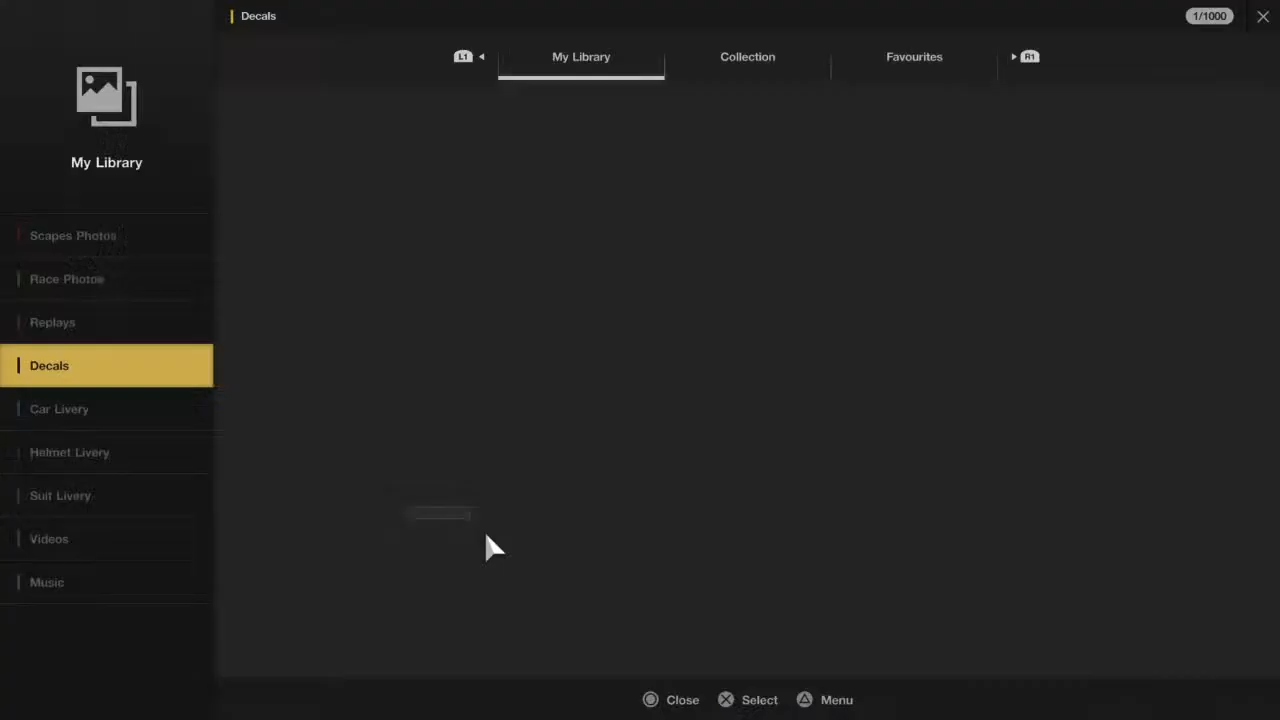 Decals
1/1000
L1
My Library
Collection
Favourites
R1
My Library
Scapes Photos
Race Photos
Replays
Decals
Car Livery
Helmet Livery
Suit Livery
Videos
Music
Close
Select
Menu